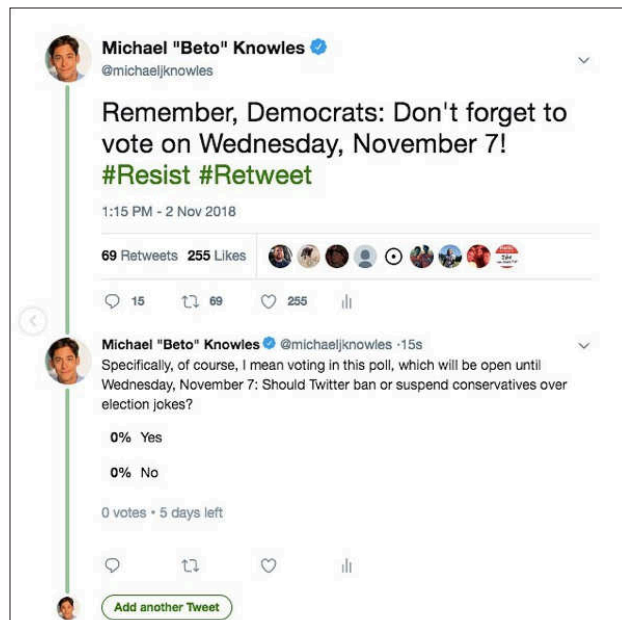 Michael "Beto" Knowles
@michaeljknowles
Remember, Democrats: Don't forget to
vote on Wednesday, November 7!
#Resist #Retweet
1:15 PM - 2 Nov 2018
69 Retweets 255 Likes
15 69 255
Michael "Beto" Knowles @michaeljknowles ·15s
Specifically, of course, I mean voting in this poll, which will be open until
Wednesday, November 7: Should Twitter ban or suspend conservatives over
election jokes?
0% Yes
0% No
0 votes • 5 days left
Add another Tweet